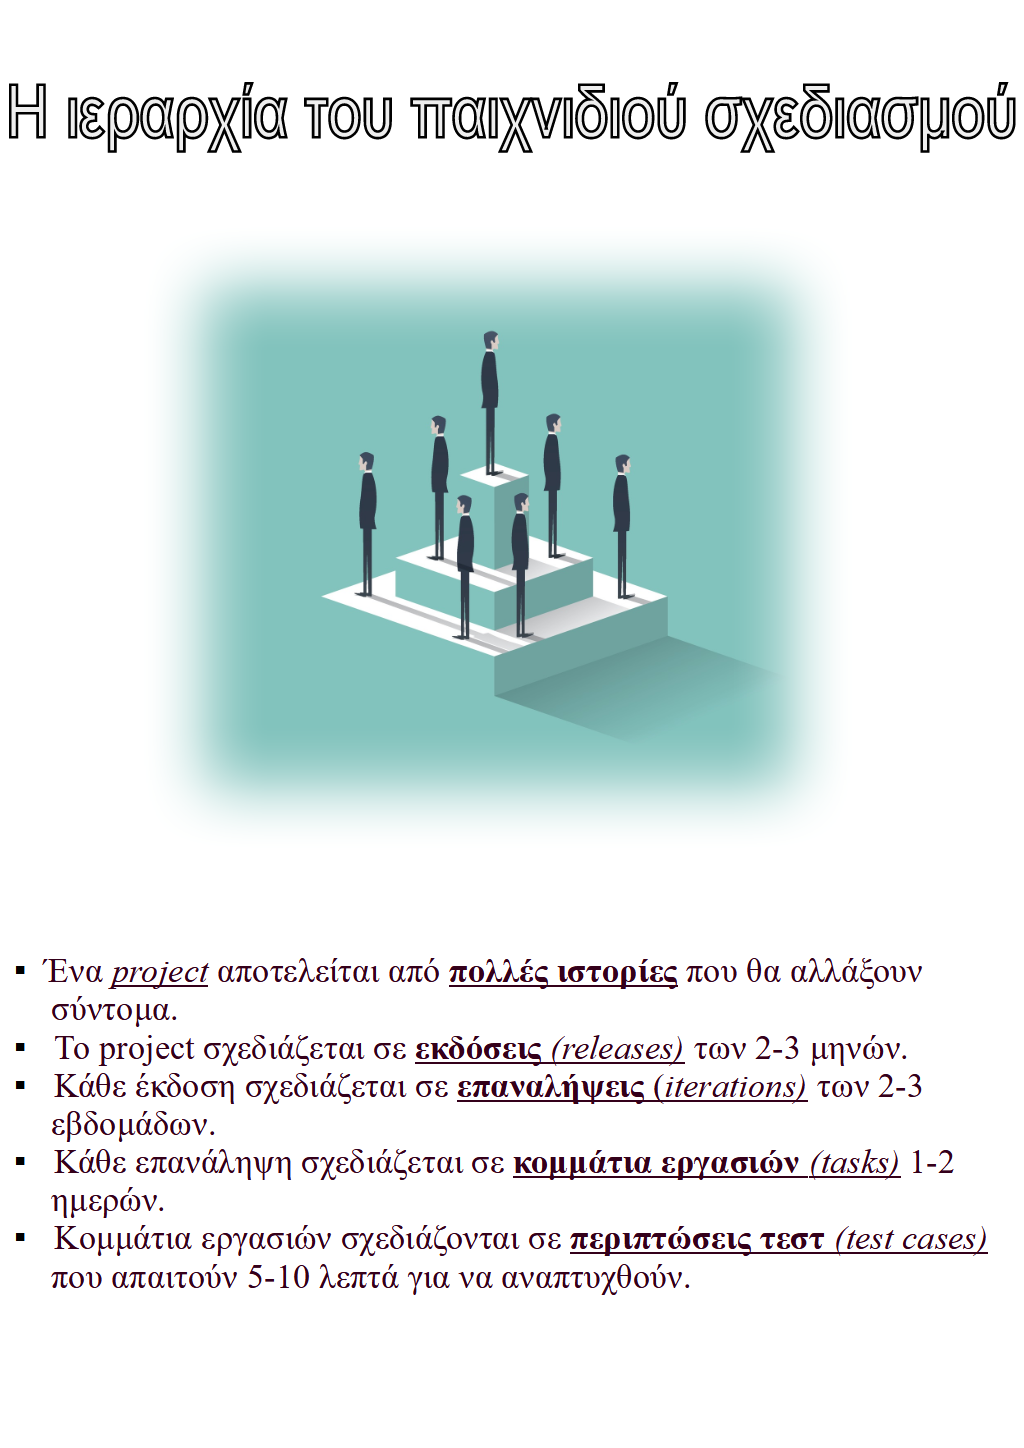 Η ιεραρχία του παιχνιδιού σχεδιασμού
▪ Ένα project αποτελείται από πολλές ιστορίες που θα αλλάξουν
σύντομα.
▪ Το project σχεδιάζεται σε εκδόσεις (releases) των 2-3 μηνών.
▪ Κάθε έκδοση σχεδιάζεται σε επαναλήψεις (iterations) των 2-3
εβδομάδων.
▪ Κάθε επανάληψη σχεδιάζεται σε κομμάτια εργασιών (tasks) 1-2
ημερών.
▪ Κομμάτια εργασιών σχεδιάζονται σε περιπτώσεις τεστ (test cases)
που απαιτούν 5-10 λεπτά για να αναπτυχθούν.